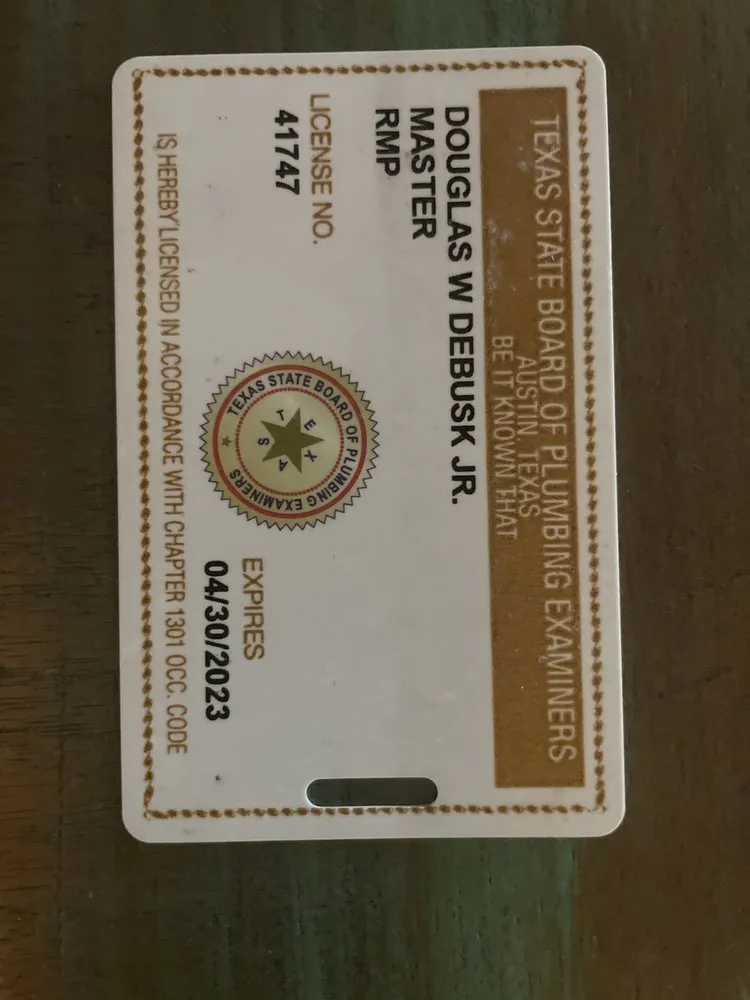 TEXAS STATE BOARD OF PLUMBING EXAMINERS
AUSTIN, TEXAS
BE IT KNOWN THAT
DOUGLAS W DEBUSK JR.
MASTER
RMP
LICENSE NO.
41747
TEXAS STATE BOARD OF PLUMBING EXAMINERS
TEXAS
EXPIRES
04/30/2023
IS HEREBY LICENSED IN ACCORDANCE WITH CHAPTER 1301 OCC. CODE